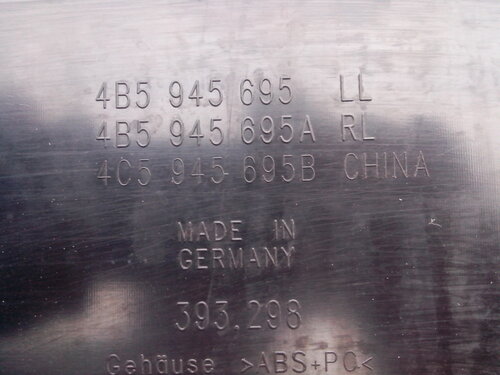 4B5 945 695 LL
4B5 945 695A RL
4C5 945 695B CHINA
MADE IN
GERMANY
393.298
Gehäuse >ABS+PC<